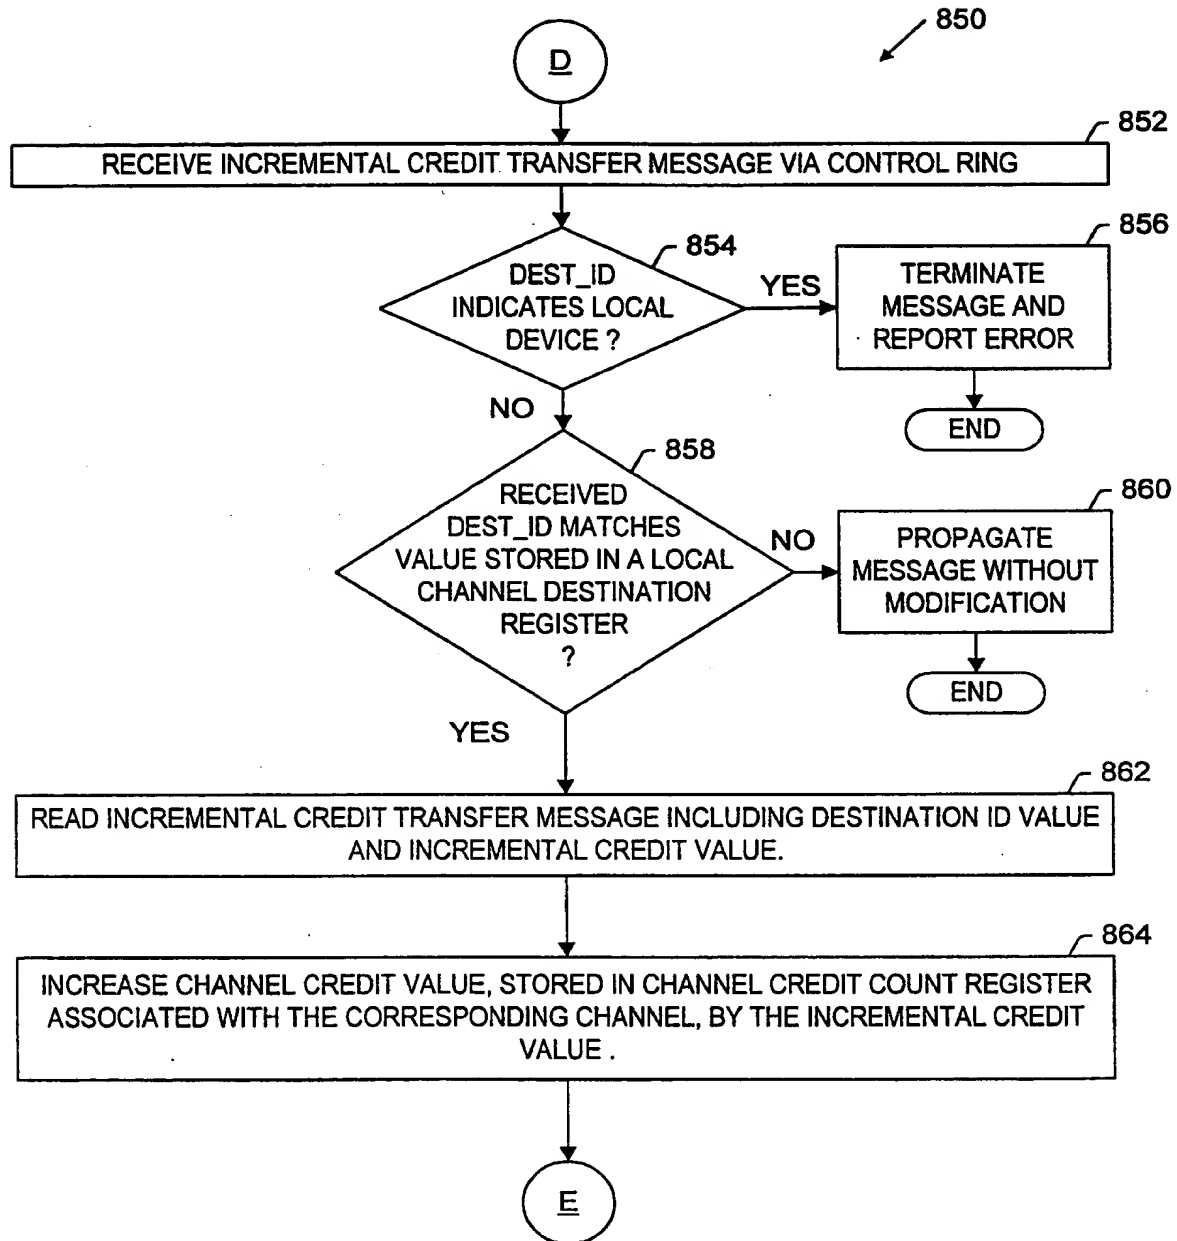 850
D
852
RECEIVE INCREMENTAL CREDIT TRANSFER MESSAGE VIA CONTROL RING
854
DEST_ID
INDICATES LOCAL
DEVICE ?
YES
856
TERMINATE
MESSAGE AND
REPORT ERROR
END
NO
858
RECEIVED
DEST_ID MATCHES
VALUE STORED IN A LOCAL
CHANNEL DESTINATION
REGISTER
?
NO
860
PROPAGATE
MESSAGE WITHOUT
MODIFICATION
END
YES
862
READ INCREMENTAL CREDIT TRANSFER MESSAGE INCLUDING DESTINATION ID VALUE
AND INCREMENTAL CREDIT VALUE.
864
INCREASE CHANNEL CREDIT VALUE, STORED IN CHANNEL CREDIT COUNT REGISTER
ASSOCIATED WITH THE CORRESPONDING CHANNEL, BY THE INCREMENTAL CREDIT
VALUE .
E